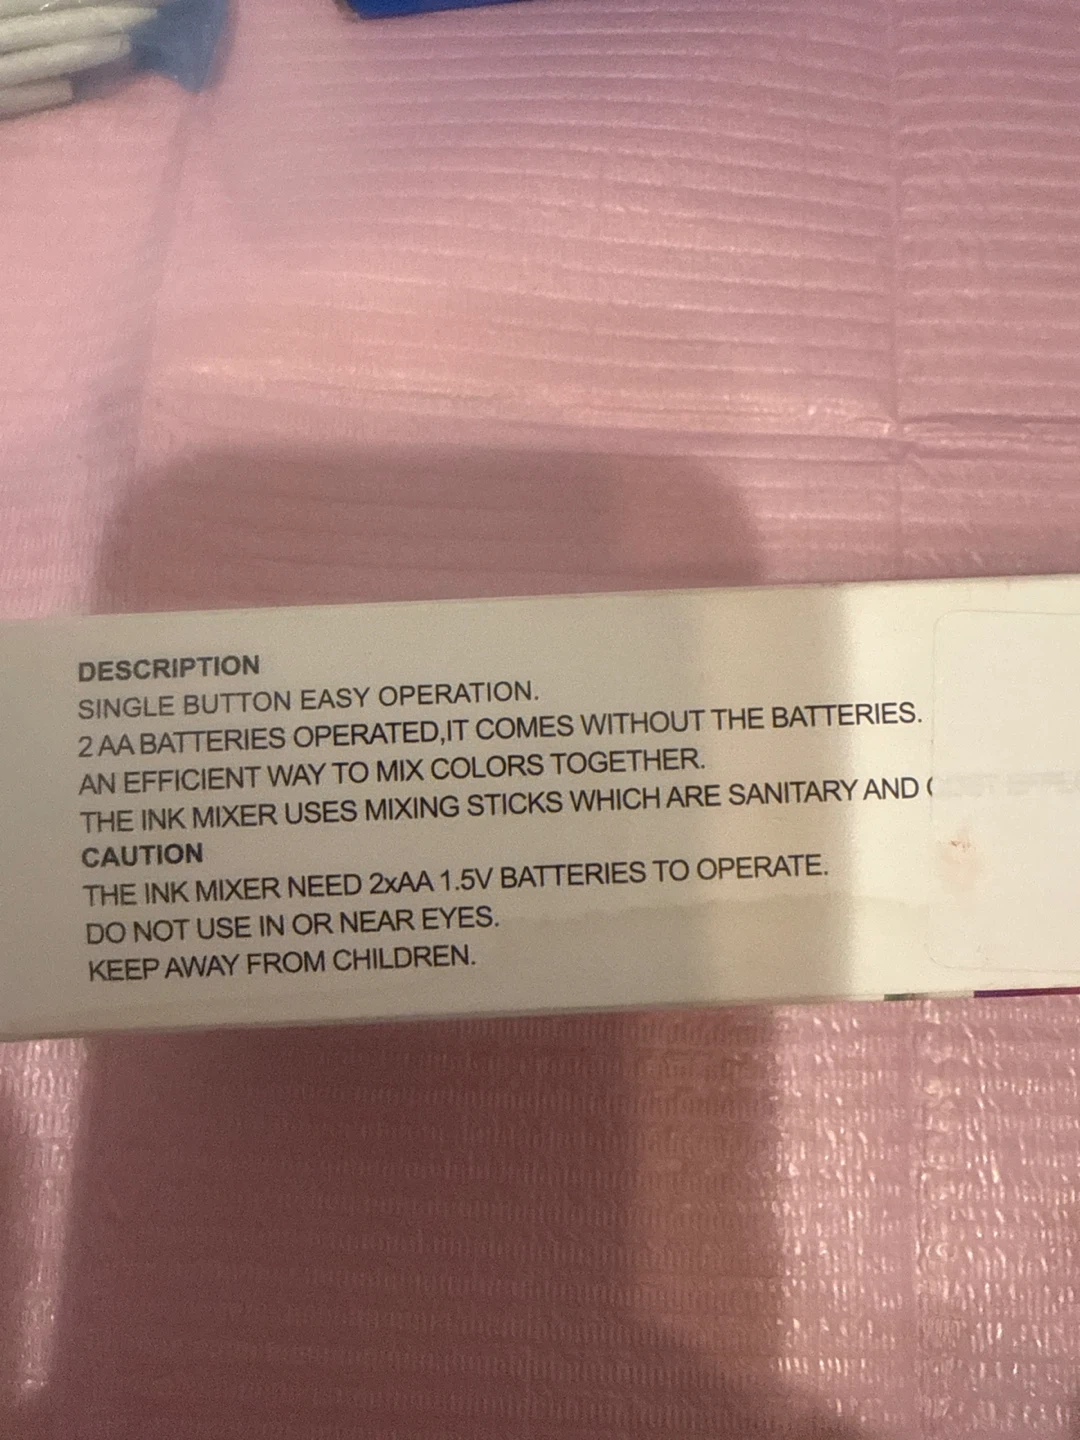 DESCRIPTION
SINGLE BUTTON EASY OPERATION.
2 AA BATTERIES OPERATED,IT COMES WITHOUT THE BATTERIES.
AN EFFICIENT WAY TO MIX COLORS TOGETHER.
THE INK MIXER USES MIXING STICKS WHICH ARE SANITARY AND
CAUTION
THE INK MIXER NEED 2xAA 1.5V BATTERIES TO OPERATE.
DO NOT USE IN OR NEAR EYES.
KEEP AWAY FROM CHILDREN.